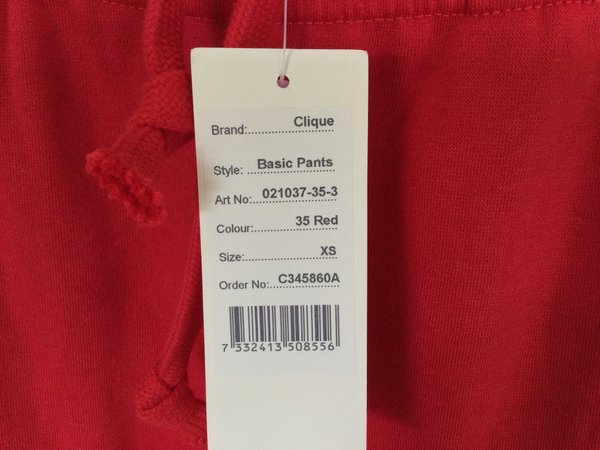 Brand: Clique
Style: Basic Pants
Art No: 021037-35-3
Colour: 35 Red
Size: XS
Order No: C345860A
7 332413 508556